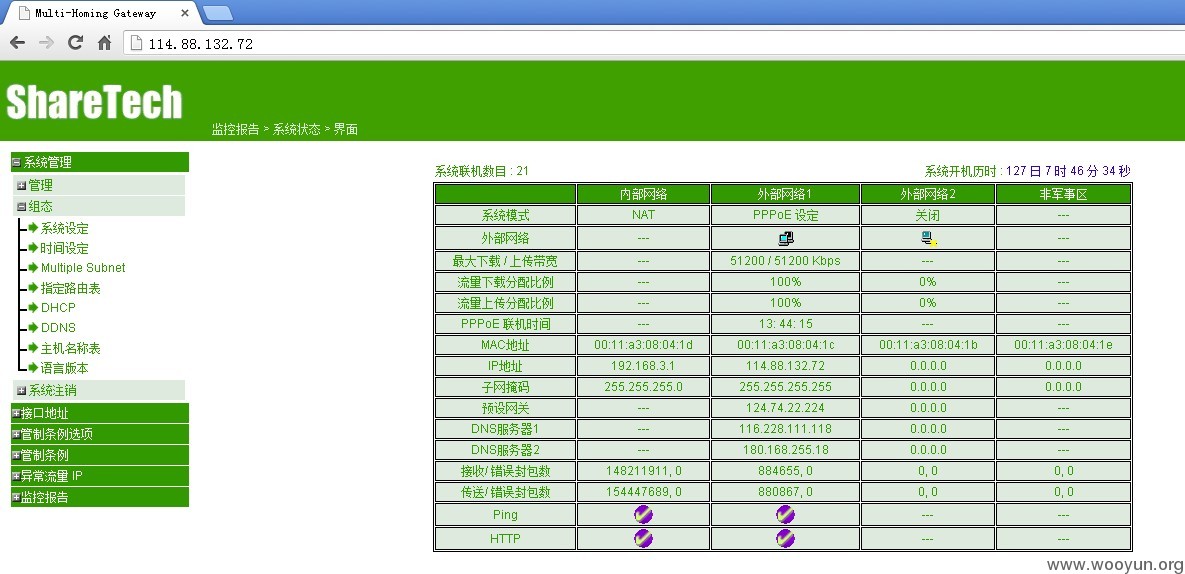 Multi-Homing Gateway
114.88.132.72
ShareTech
监控报告 > 系统状态 > 界面
系统管理
管理
组态
系统设定
时间设定
Multiple Subnet
指定路由表
DHCP
DDNS
主机名称表
语言版本
系统注销
接口地址
管制条例选项
管制条例
异常流量 IP
监控报告
系统联机数目 : 21 系统开机历时 : 127 日 7 时 46 分 34 秒
内部网络 外部网络1 外部网络2 非军事区
系统模式 NAT PPPoE 设定 关闭 ---
外部网络 --- ---
最大下载 / 上传带宽 --- 51200 / 51200 Kbps --- ---
流量下载分配比例 --- 100% 0% ---
流量上传分配比例 --- 100% 0% ---
PPPoE 联机时间 --- 13: 44: 15 --- ---
MAC地址 00:11:a3:08:04:1d 00:11:a3:08:04:1c 00:11:a3:08:04:1b 00:11:a3:08:04:1e
IP地址 192.168.3.1 114.88.132.72 0.0.0.0 0.0.0.0
子网掩码 255.255.255.0 255.255.255.255 0.0.0.0 0.0.0.0
预设网关 --- 124.74.22.224 0.0.0.0 ---
DNS服务器1 --- 116.228.111.118 0.0.0.0 ---
DNS服务器2 --- 180.168.255.18 0.0.0.0 ---
接收/ 错误封包数 148211911, 0 884655, 0 0, 0 0, 0
传送/ 错误封包数 154447689, 0 880867, 0 0, 0 0, 0
Ping --- ---
HTTP --- ---
www.wooyun.org